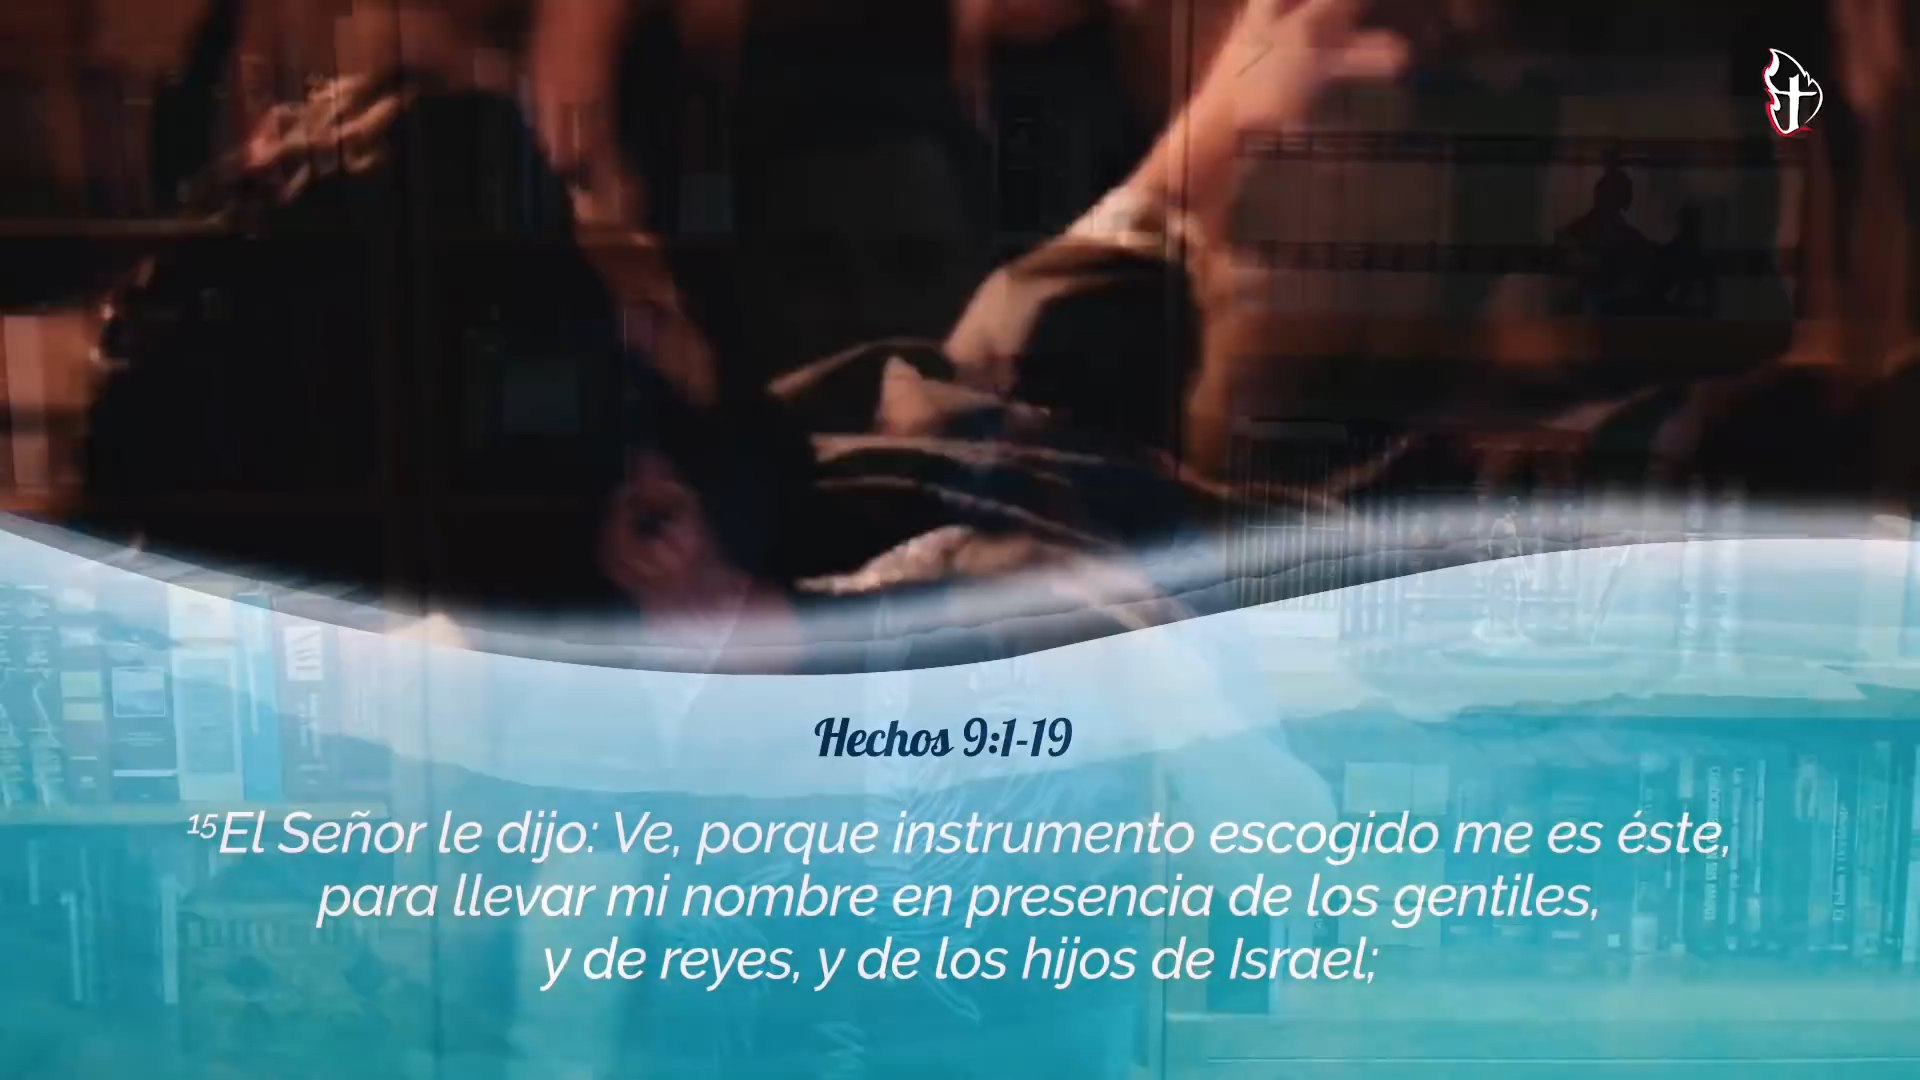 Hechos 9:1-19
¹⁵El Señor le dijo: Ve, porque instrumento escogido me es éste,
para llevar mi nombre en presencia de los gentiles,
y de reyes, y de los hijos de Israel;